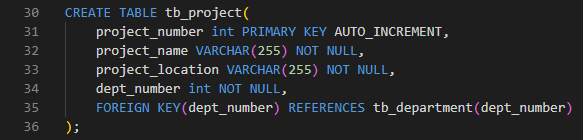 30 CREATE TABLE tb_project(
31     project_number int PRIMARY KEY AUTO_INCREMENT,
32     project_name VARCHAR(255) NOT NULL,
33     project_location VARCHAR(255) NOT NULL,
34     dept_number int NOT NULL,
35     FOREIGN KEY(dept_number) REFERENCES tb_department(dept_number)
36 );